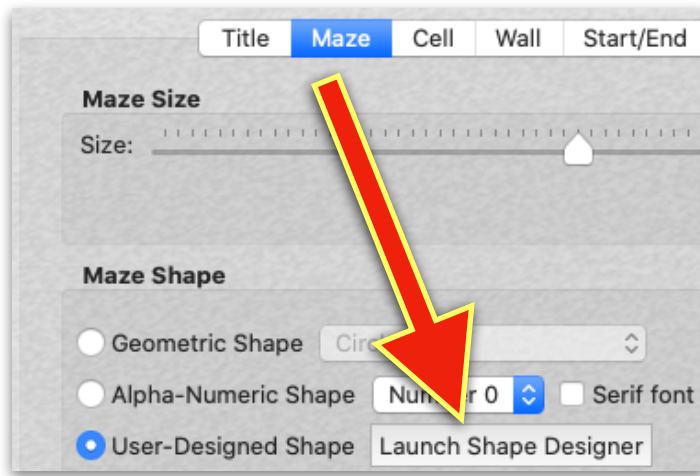 Title Maze Cell Wall Start/End
Maze Size
Size:
Maze Shape
Geometric Shape
Alpha-Numeric Shape 0 Serif font
User-Designed Shape Launch Shape Designer